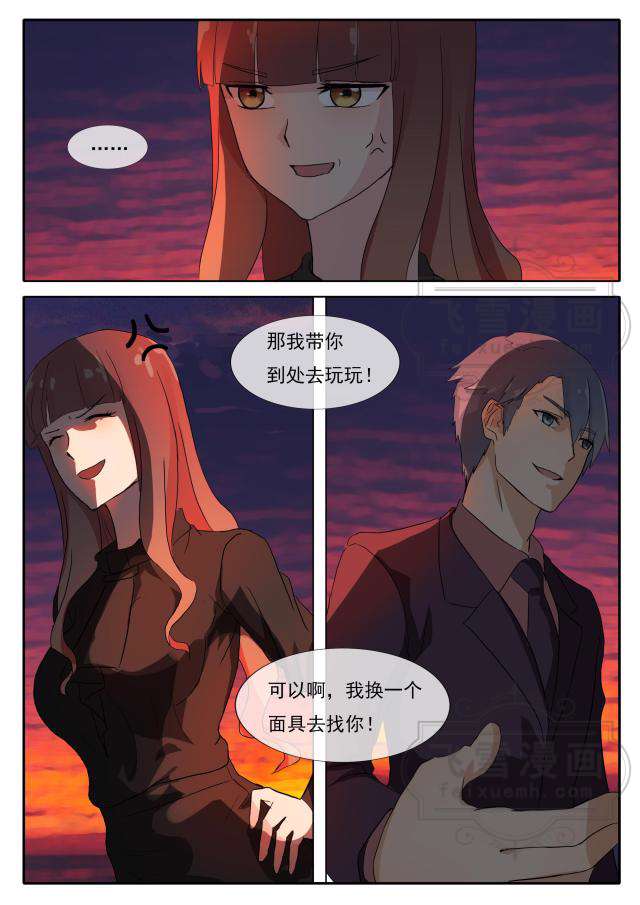 ······
飞雪漫画
feixuemh.com
那我带你
到处去玩玩！
可以啊，我换一个
面具去找你！
飞雪漫画
feixuemh.com